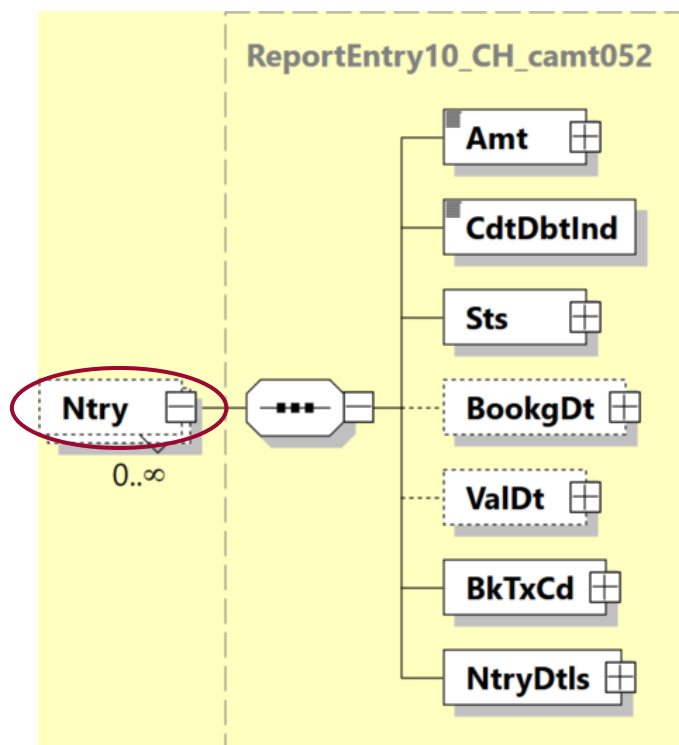 ReportEntry10_CH_camt052
Amt
CdtDbtInd
Sts
Ntry
0..∞
BookgDt
ValDt
BkTxCd
NtryDtls